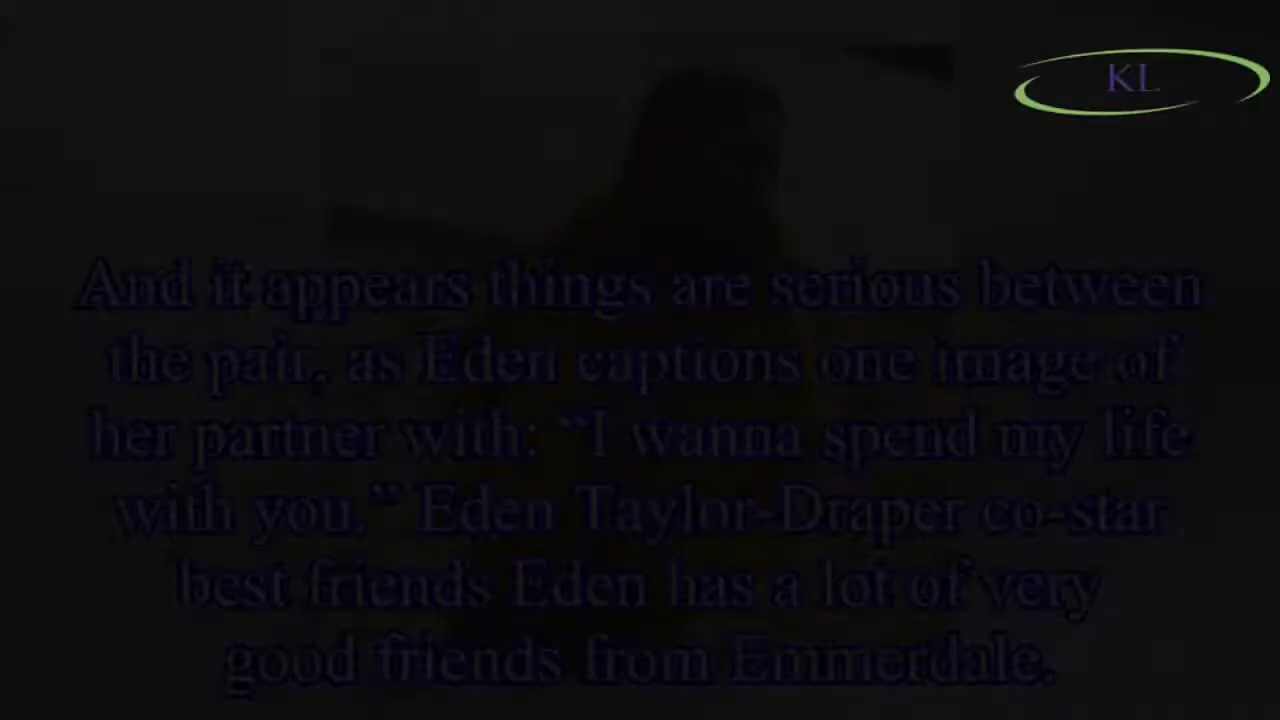 KL
And it appears things are serious between
the pair, as Eden captions one image of
her partner with: “I wanna spend my life
with you.” Eden Taylor-Draper co-star
best friends Eden has a lot of very
good friends from Emmerdale.